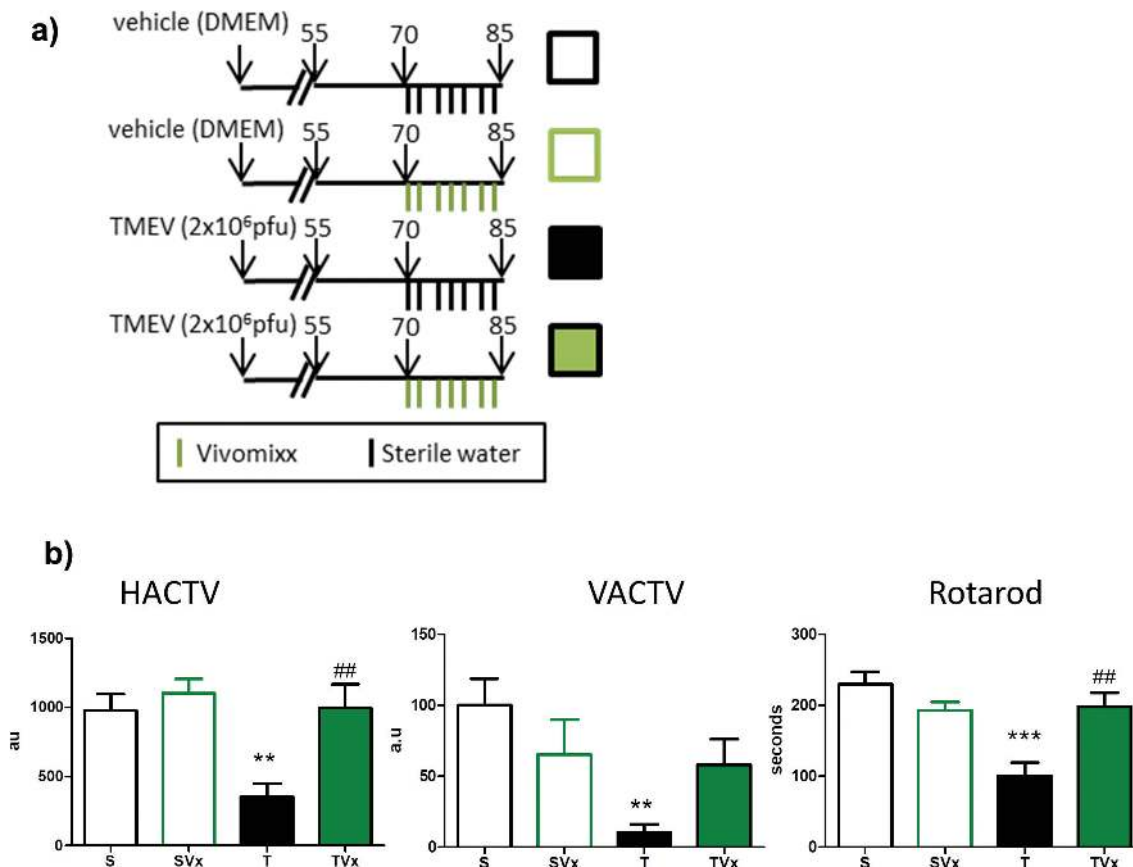 a)
vehicle (DMEM) 55 70 85
vehicle (DMEM) 55 70 85
TMEV (2x10⁶pfu) 55 70 85
TMEV (2x10⁶pfu) 55 70 85
Vivomixx Sterile water
b)
HACTV
1500
1000
500
0
au
##
**
S SVx T TVx
VACTV
150
100
50
0
a.u
**
S SVx T TVx
Rotarod
300
200
100
0
seconds
##
***
S SVx T TVx